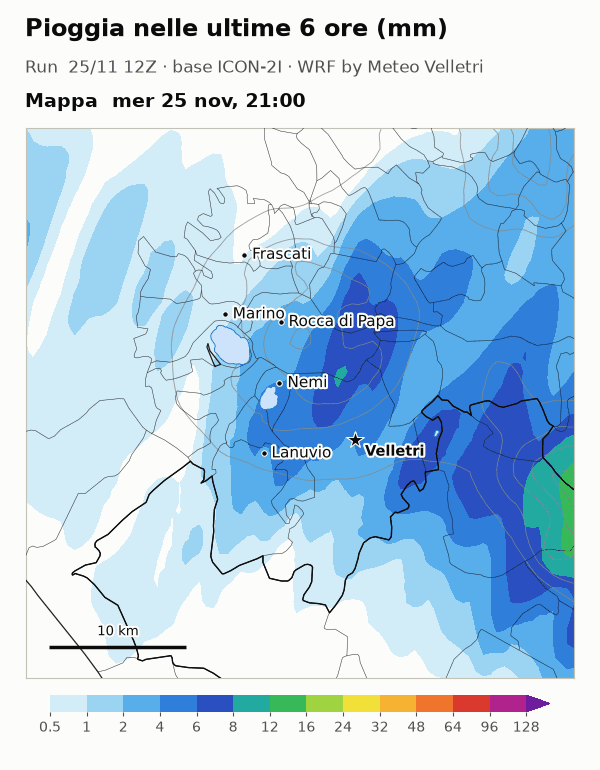 Pioggia nelle ultime 6 ore (mm)
Run 25/11 12Z · base ICON-2I · WRF by Meteo Velletri
Mappa mer 25 nov, 21:00
Frascati
Marino
Rocca di Papa
Nemi
Velletri
Lanuvio
10 km
0.5 1 2 4 6 8 12 16 24 32 48 64 96 128